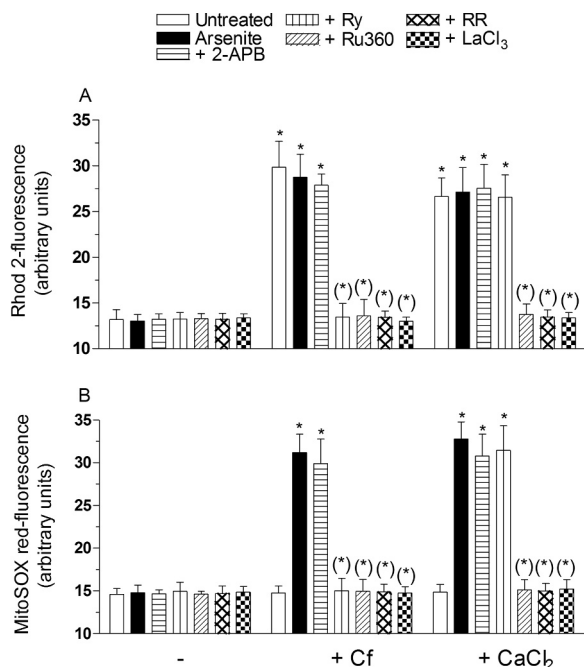 Untreated + Ry + RR
Arsenite + Ru360 + LaCl3
+ 2-APB
A
Rhod 2-fluorescence
(arbitrary units)
35
30
25
20
15
10
* * *
(*) (*) (*) (*)
* * * *
(*) (*) (*)
B
MitoSOX red-fluorescence
(arbitrary units)
35
30
25
20
15
10
* *
(*) (*) (*) (*)
* * *
(*) (*) (*)
- + Cf + CaCl2